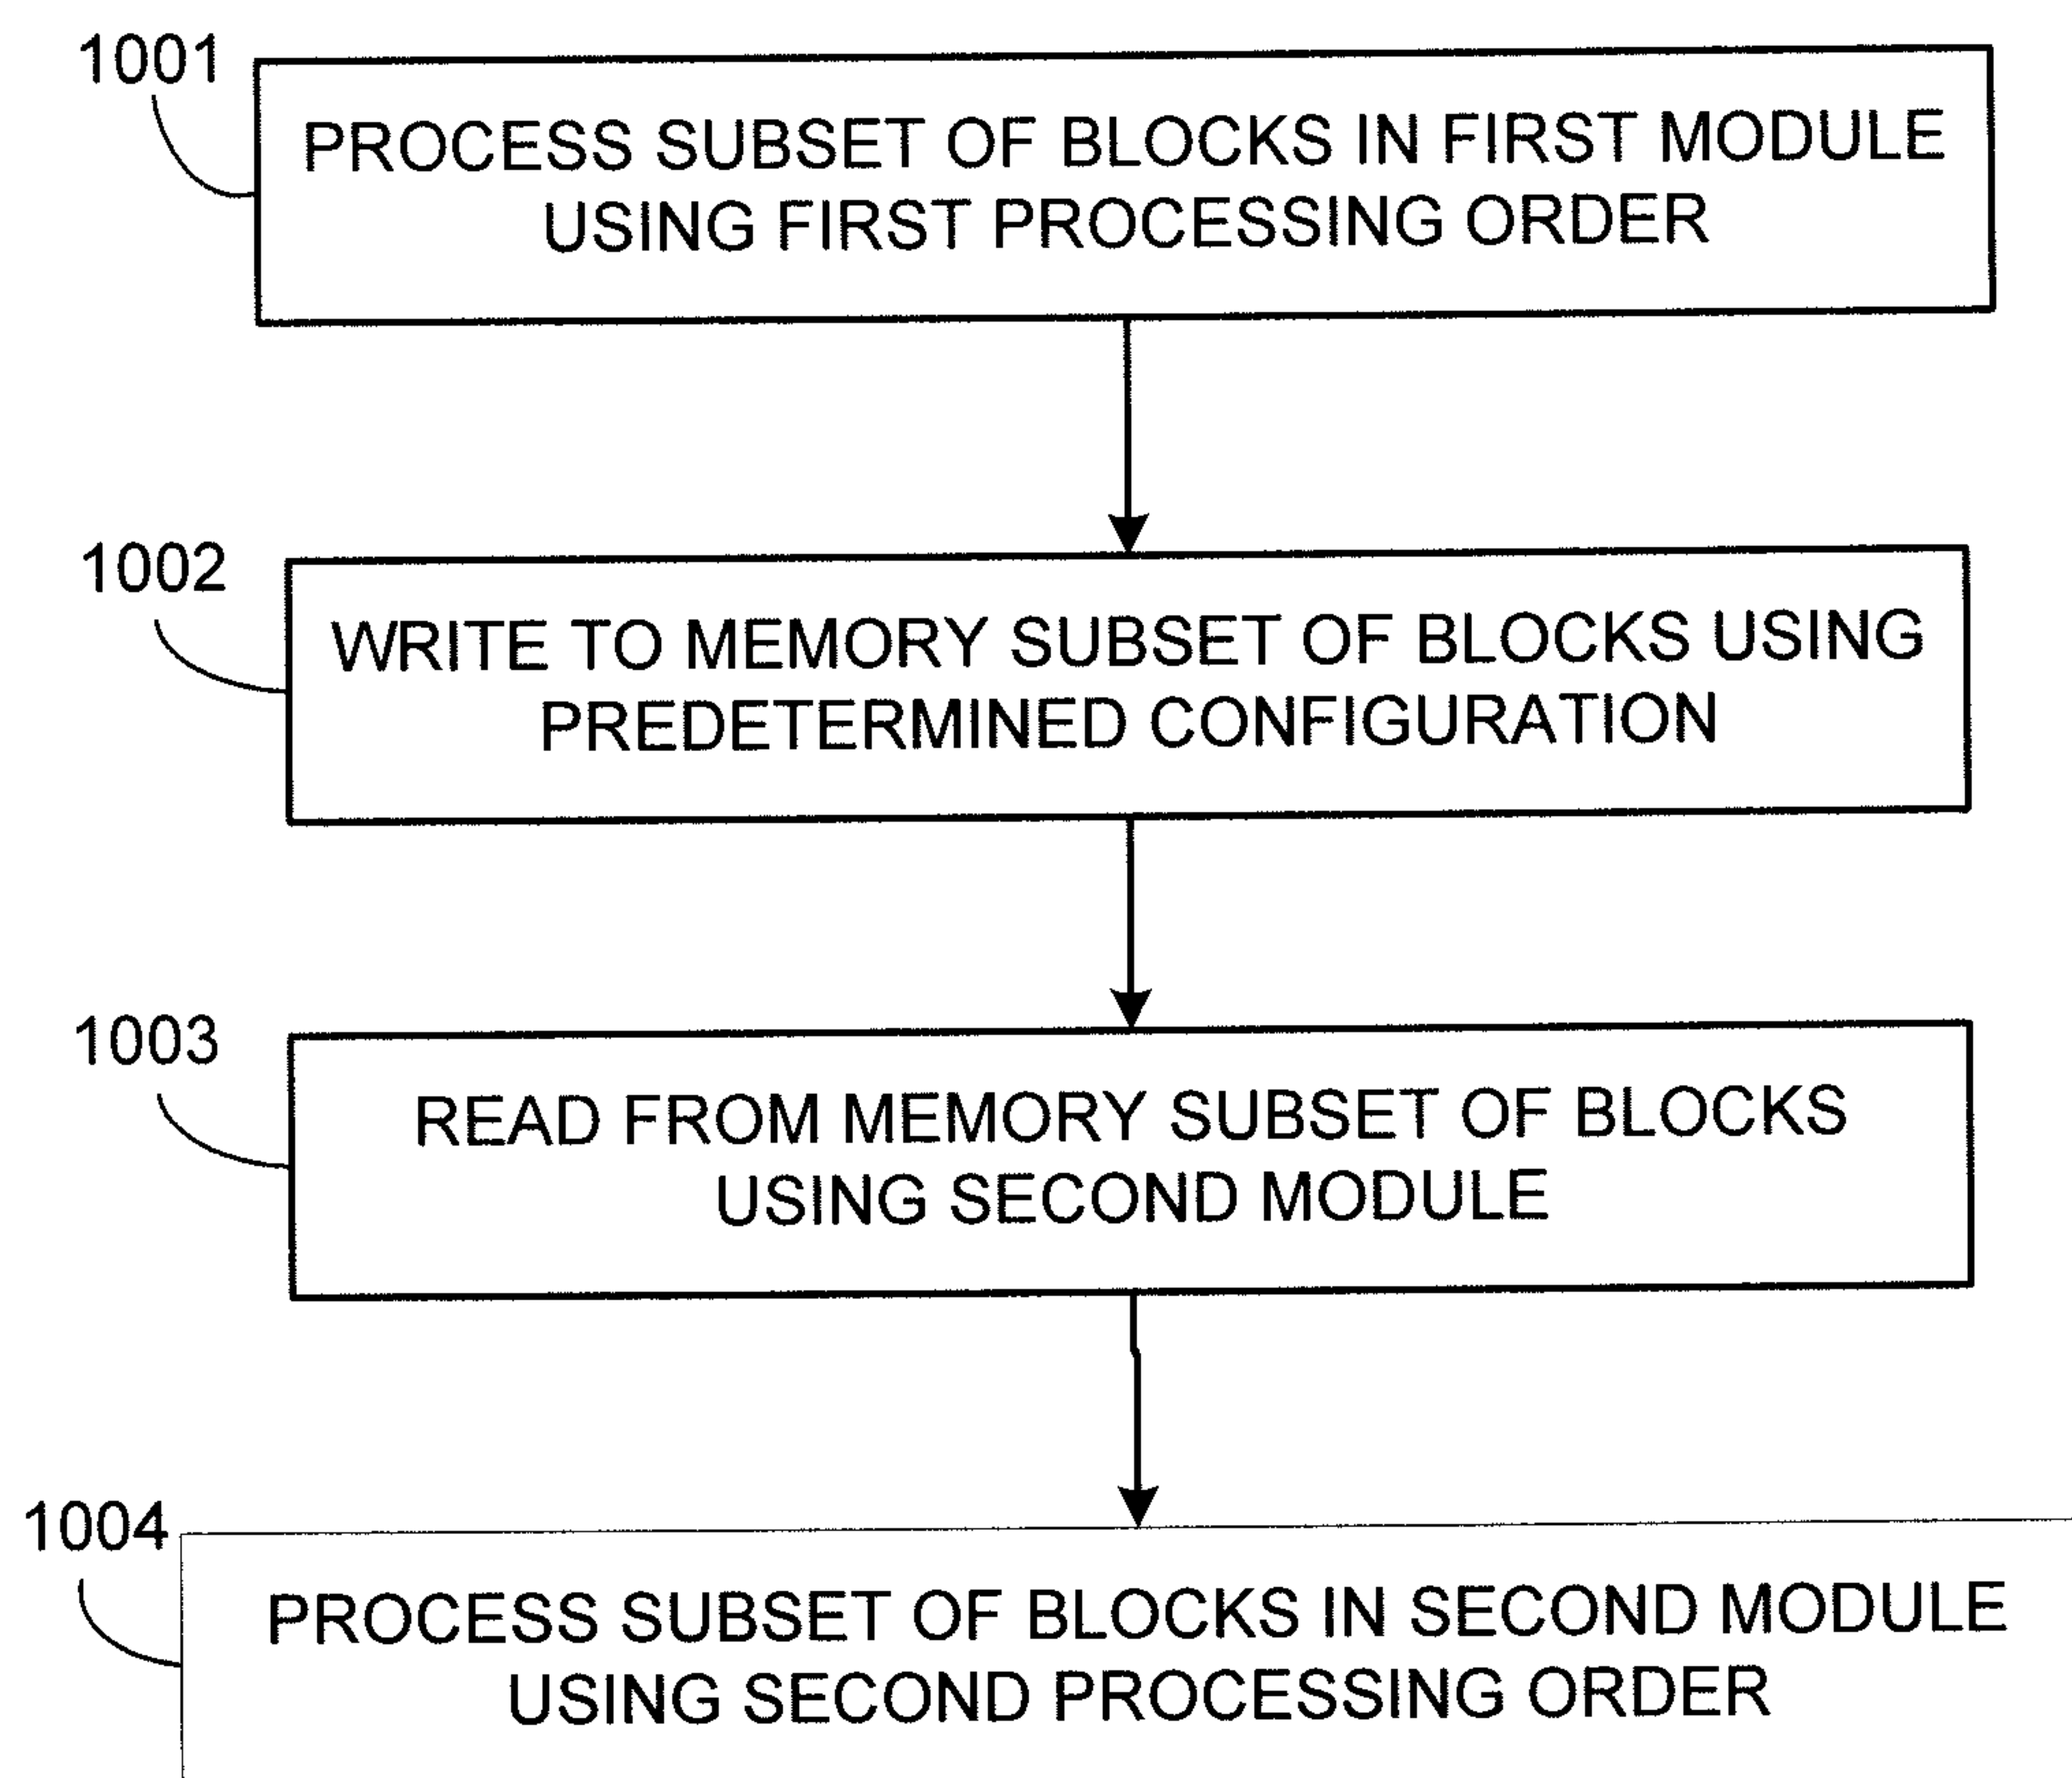 1001
PROCESS SUBSET OF BLOCKS IN FIRST MODULE
USING FIRST PROCESSING ORDER
1002
WRITE TO MEMORY SUBSET OF BLOCKS USING
PREDETERMINED CONFIGURATION
1003
READ FROM MEMORY SUBSET OF BLOCKS
USING SECOND MODULE
1004
PROCESS SUBSET OF BLOCKS IN SECOND MODULE
USING SECOND PROCESSING ORDER